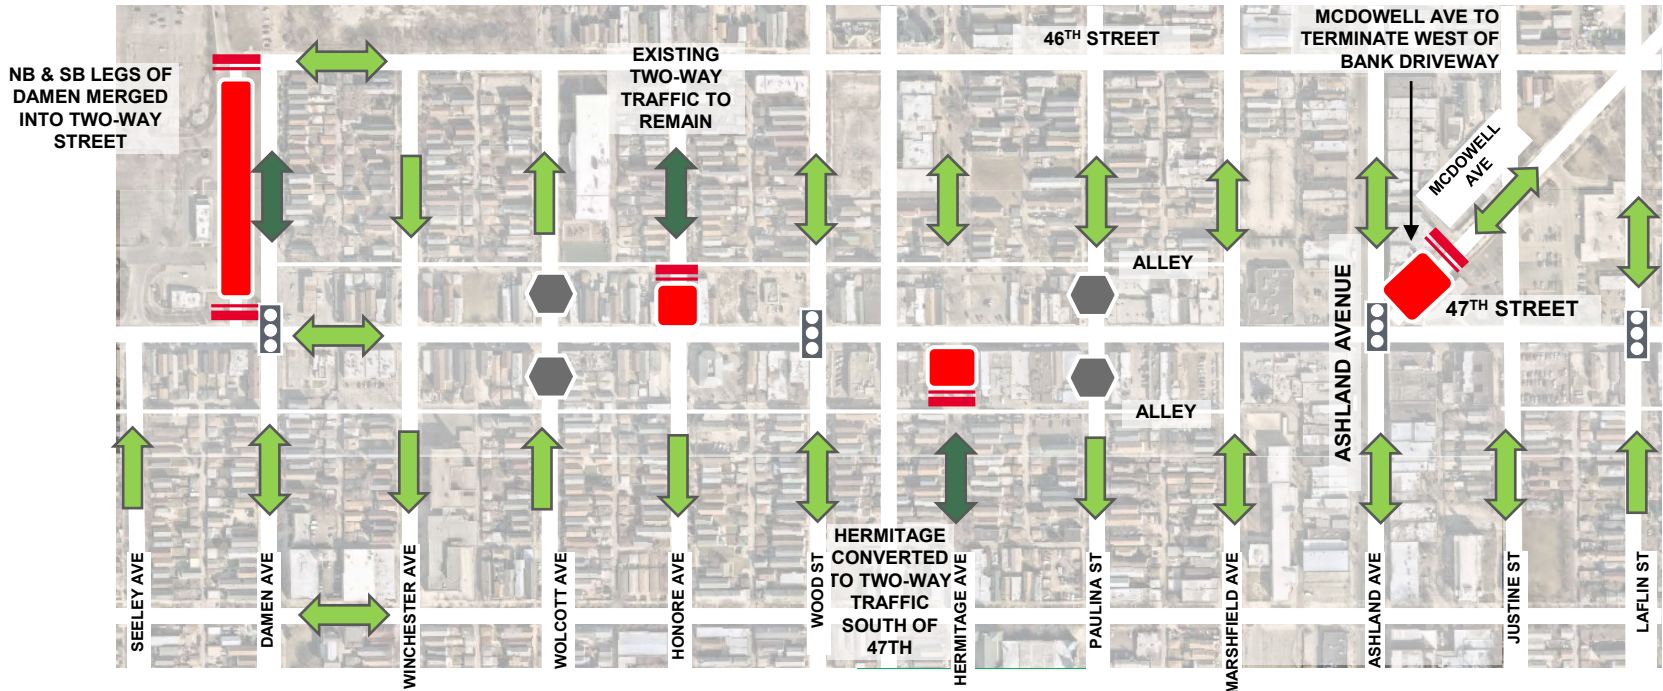 NB & SB LEGS OF
DAMEN MERGED
INTO TWO-WAY
STREET
EXISTING
TWO-WAY
TRAFFIC TO
REMAIN
46TH STREET
MCDOWELL AVE TO
TERMINATE WEST OF
BANK DRIVEWAY
MCDOWELL
AVE
ALLEY
47TH STREET
ASHLAND AVENUE
ALLEY
HERMITAGE
CONVERTED
TO TWO-WAY
TRAFFIC
SOUTH OF
47TH
SEELEY AVE
DAMEN AVE
WINCHESTER AVE
WOLCOTT AVE
HONORE AVE
WOOD ST
HERMITAGE AVE
PAULINA ST
MARSHFIELD AVE
ASHLAND AVE
JUSTINE ST
LAFLIN ST